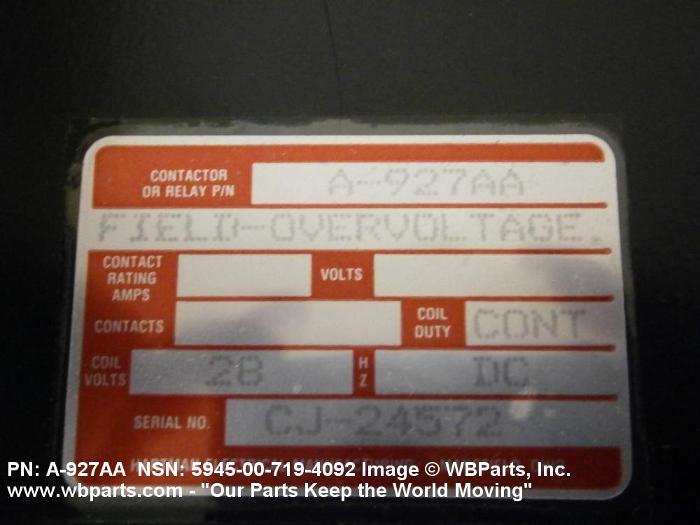 CONTACTOR
OR RELAY P/N
A-927AA
FIELD-OVERVOLTAGE.
CONTACT
RATING
AMPS
VOLTS
CONTACTS
COIL
DUTY
CONT
COIL
VOLTS
28
H
Z
DC
SERIAL NO.
CJ-24572
HARTMAN
PN: A-927AA NSN: 5945-00-719-4092 Image © WBParts, Inc.
www.wbparts.com - "Our Parts Keep the World Moving"